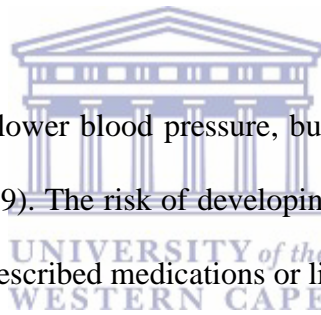 lower blood pressure, bu
9). The risk of developin
UNIVERSITY of the
escribed medications or li
WESTERN CAPE